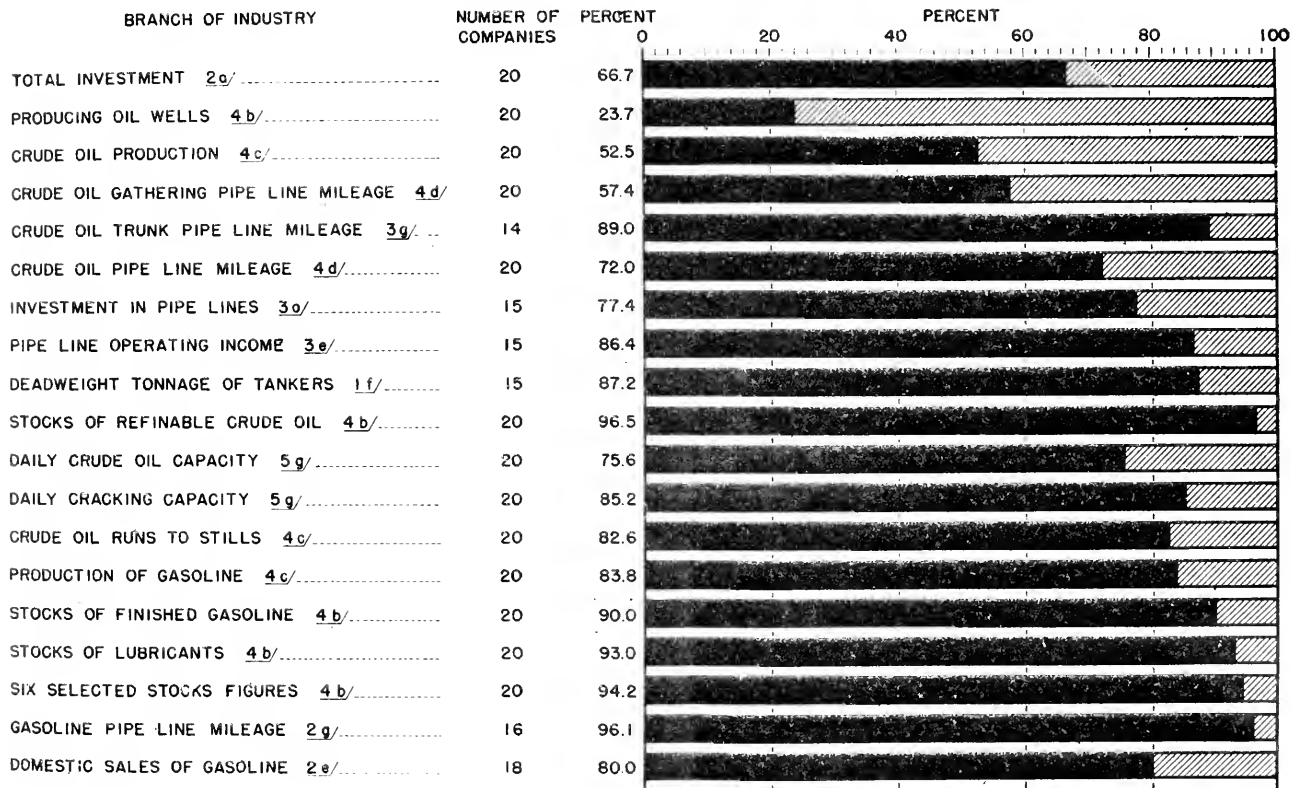 BRANCH OF INDUSTRY NUMBER OF COMPANIES PERCENT PERCENT
0 20 40 60 80 100
TOTAL INVESTMENT 2a/ 20 66.7
PRODUCING OIL WELLS 4b/ 20 23.7
CRUDE OIL PRODUCTION 4c/ 20 52.5
CRUDE OIL GATHERING PIPE LINE MILEAGE 4d/ 20 57.4
CRUDE OIL TRUNK PIPE LINE MILEAGE 3g/ 14 89.0
CRUDE OIL PIPE LINE MILEAGE 4d/ 20 72.0
INVESTMENT IN PIPE LINES 3a/ 15 77.4
PIPE LINE OPERATING INCOME 3e/ 15 86.4
DEADWEIGHT TONNAGE OF TANKERS 1f/ 15 87.2
STOCKS OF REFINABLE CRUDE OIL 4b/ 20 96.5
DAILY CRUDE OIL CAPACITY 5g/ 20 75.6
DAILY CRACKING CAPACITY 5g/ 20 85.2
CRUDE OIL RUNS TO STILLS 4c/ 20 82.6
PRODUCTION OF GASOLINE 4c/ 20 83.8
STOCKS OF FINISHED GASOLINE 4b/ 20 90.0
STOCKS OF LUBRICANTS 4b/ 20 93.0
SIX SELECTED STOCKS FIGURES 4b/ 20 94.2
GASOLINE PIPE LINE MILEAGE 2g/ 16 96.1
DOMESTIC SALES OF GASOLINE 2e/ 18 80.0